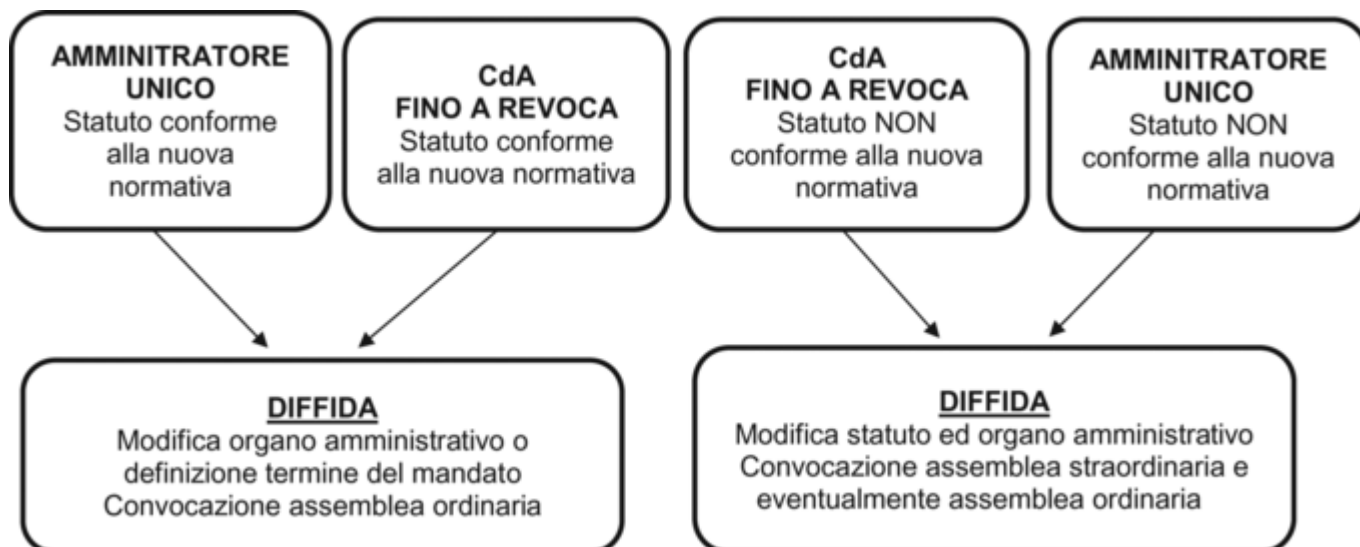 AMMINITRATORE
UNICO
Statuto conforme
alla nuova
normativa
CdA
FINO A REVOCA
Statuto conforme
alla nuova normativa
CdA
FINO A REVOCA
Statuto NON
conforme alla nuova
normativa
AMMINITRATORE
UNICO
Statuto NON
conforme alla nuova
normativa
DIFFIDA
Modifica organo amministrativo o
definizione termine del mandato
Convocazione assemblea ordinaria
DIFFIDA
Modifica statuto ed organo amministrativo
Convocazione assemblea straordinaria e
eventualmente assemblea ordinaria